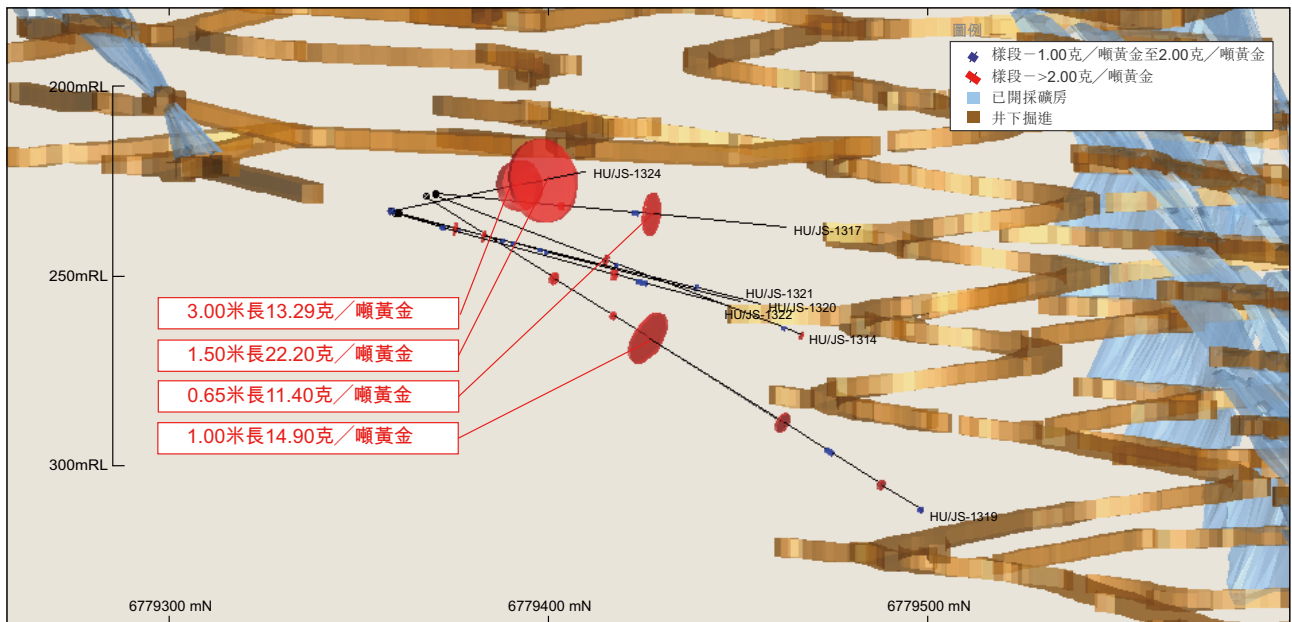 圖例
樣段－1.00克／噸黃金至2.00克／噸黃金
樣段－>2.00克／噸黃金
已開採礦房
井下掘進
200mRL
250mRL
300mRL
HU/JS-1324
HU/JS-1317
HU/JS-1321
HU/JS-1320
HU/JS-1322
HU/JS-1314
HU/JS-1319
3.00米長13.29克／噸黃金
1.50米長22.20克／噸黃金
0.65米長11.40克／噸黃金
1.00米長14.90克／噸黃金
6779300 mN
6779400 mN
6779500 mN